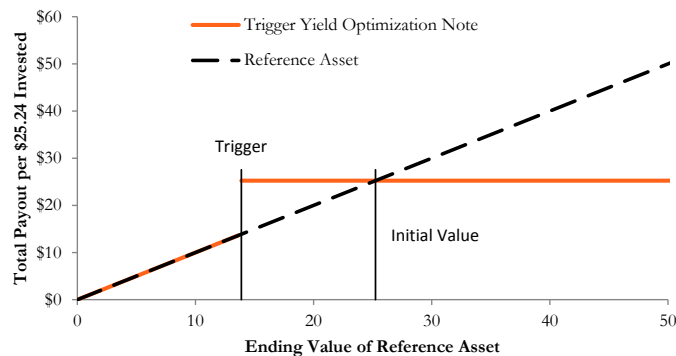 $60
Trigger Yield Optimization Note
Reference Asset
$50
$40
$30
$20
$10
$0
Total Payout per $25.24 Invested
Trigger
Initial Value
0
10
20
30
40
50
Ending Value of Reference Asset